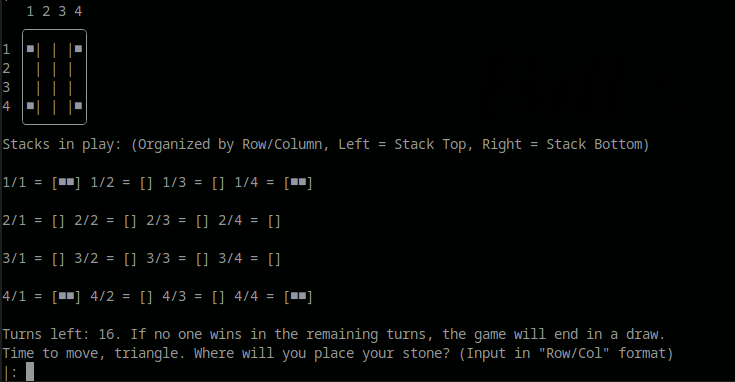 1 2 3 4
1 ■| | |■
2  | | |
3  | | |
4 ■| | |■
Stacks in play: (Organized by Row/Column, Left = Stack Top, Right = Stack Bottom)
1/1 = [■■] 1/2 = [] 1/3 = [] 1/4 = [■■]
2/1 = [] 2/2 = [] 2/3 = [] 2/4 = []
3/1 = [] 3/2 = [] 3/3 = [] 3/4 = []
4/1 = [■■] 4/2 = [] 4/3 = [] 4/4 = [■■]
Turns left: 16. If no one wins in the remaining turns, the game will end in a draw.
Time to move, triangle. Where will you place your stone? (Input in "Row/Col" format)
|: